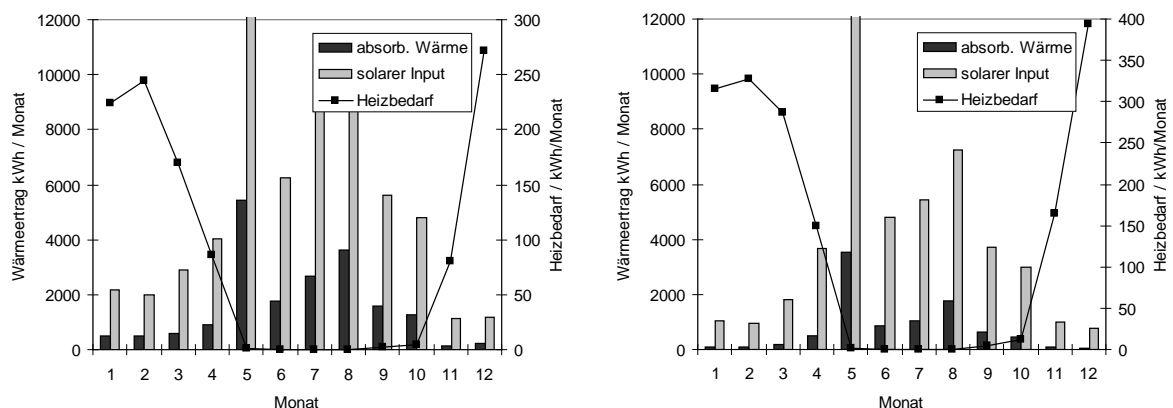 Wärmeertrag kWh / Monat
12000
10000
8000
6000
4000
2000
0
absorb. Wärme
solarer Input
Heizbedarf
300
250
200
150
100
50
0
Heizbedarf / kWh/Monat
1 2 3 4 5 6 7 8 9 10 11 12
Monat
Wärmeertrag kWh / Monat
12000
10000
8000
6000
4000
2000
0
absorb. Wärme
solarer Input
Heizbedarf
400
350
300
250
200
150
100
50
0
Heizbedarf / kWh/Monat
1 2 3 4 5 6 7 8 9 10 11 12
Monat